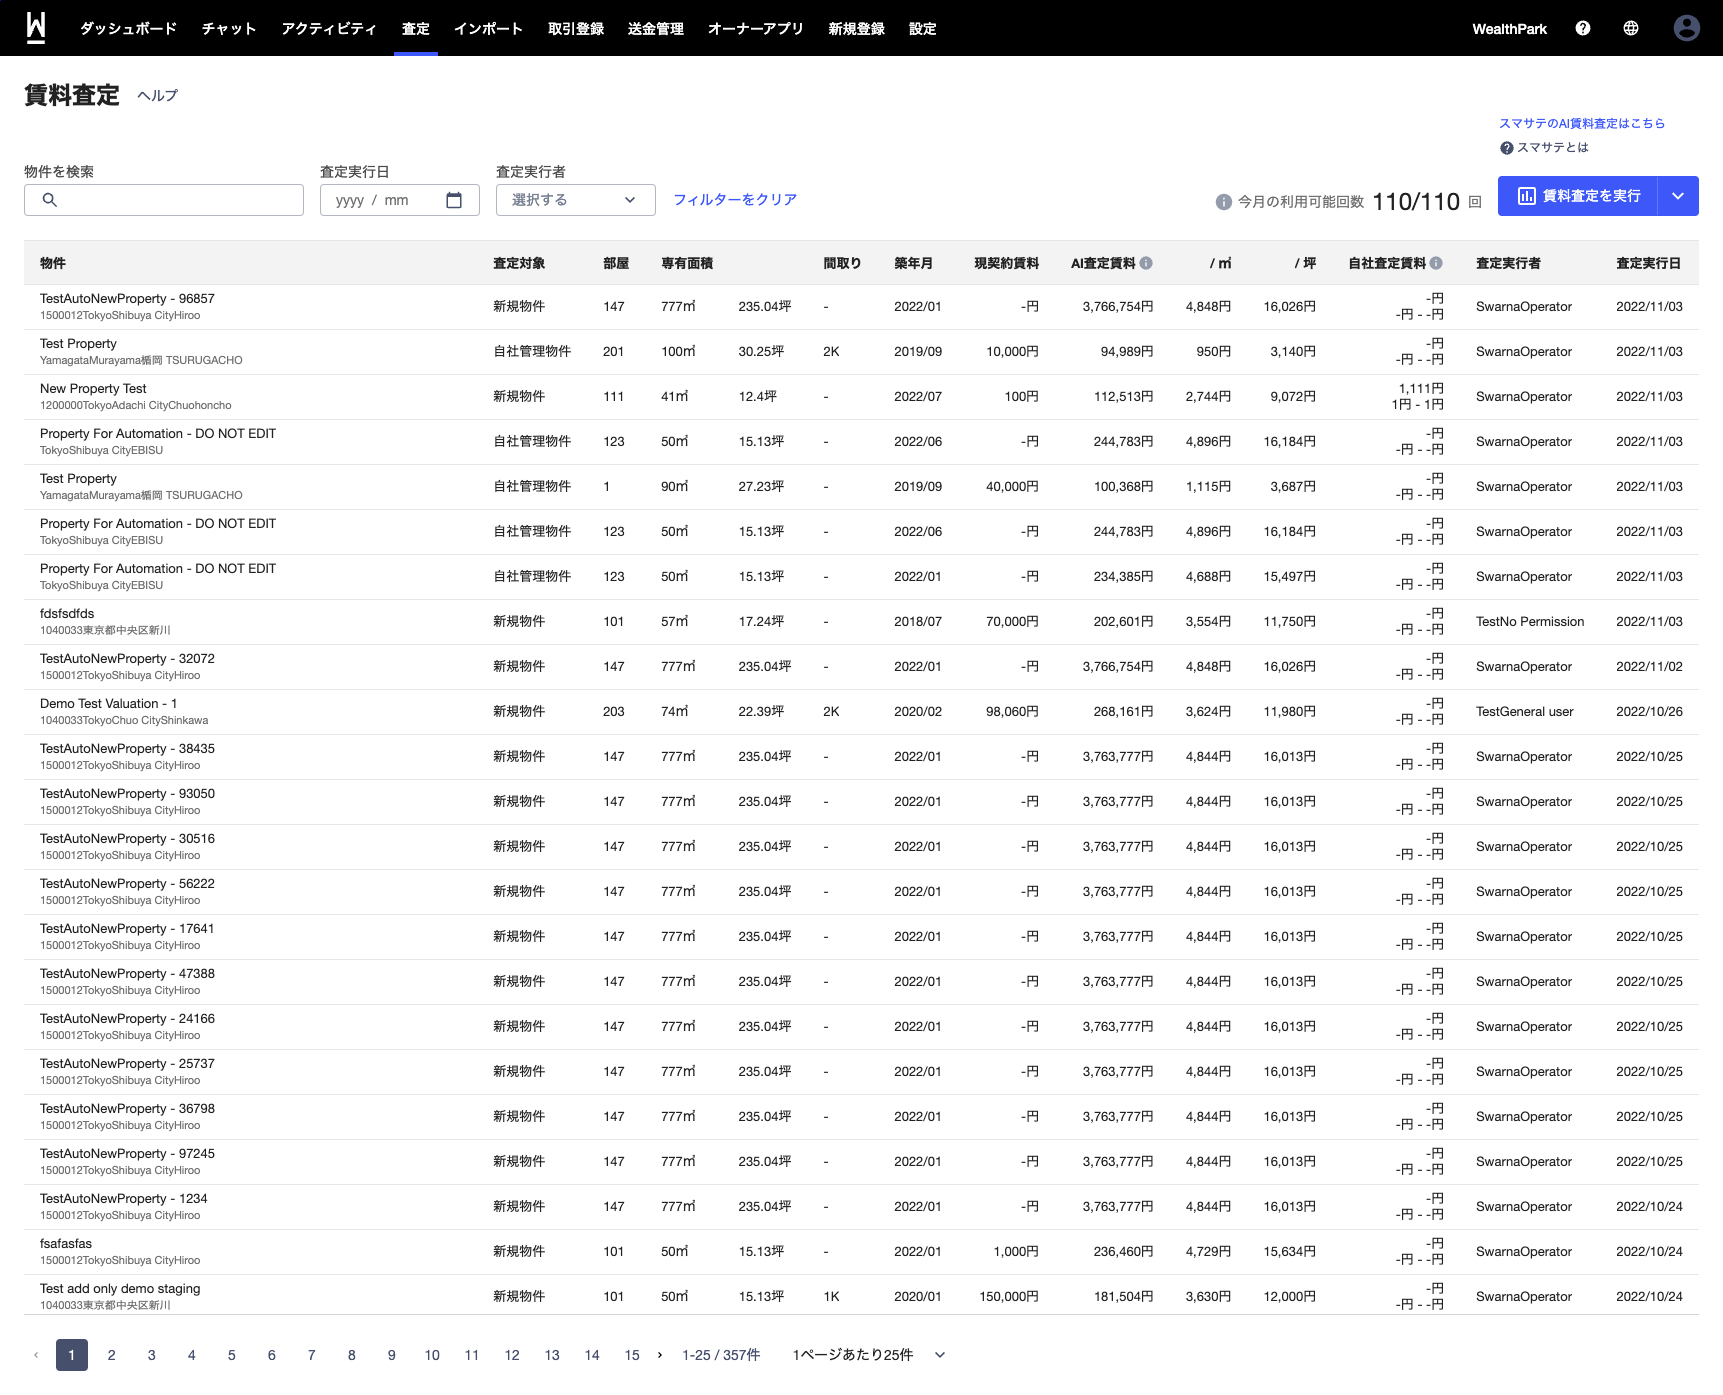 W
ダッシュボード チャット アクティビティ 査定 インポート 取引登録 送金管理 オーナーアプリ 新規登録 設定 WealthPark
賃料査定 ヘルプ
スマサテのAI賃料査定はこちら
スマサテとは
物件を検索 査定実行日 査定実行者
yyyy / mm 選択する フィルターをクリア 今月の利用可能回数 110/110 回 賃料査定を実行
物件 査定対象 部屋 専有面積 間取り 築年月 現契約賃料 AI査定賃料 / ㎡ / 坪 自社査定賃料 査定実行者 査定実行日
TestAutoNewProperty - 96857 -円
新規物件 147 777㎡ 235.04坪 - 2022/01 -円 3,766,754円 4,848円 16,026円 SwarnaOperator 2022/11/03
1500012TokyoShibuya CityHiroo -円 - -円
Test Property -円
自社管理物件 201 100㎡ 30.25坪 2K 2019/09 10,000円 94,989円 950円 3,140円 SwarnaOperator 2022/11/03
YamagataMurayama楯岡 TSURUGACHO -円 - -円
New Property Test 1,111円
新規物件 111 41㎡ 12.4坪 - 2022/07 100円 112,513円 2,744円 9,072円 SwarnaOperator 2022/11/03
1200000TokyoAdachi CityChuohoncho 1円 - 1円
Property For Automation - DO NOT EDIT -円
自社管理物件 123 50㎡ 15.13坪 - 2022/06 -円 244,783円 4,896円 16,184円 SwarnaOperator 2022/11/03
TokyoShibuya CityEBISU -円 - -円
Test Property -円
自社管理物件 1 90㎡ 27.23坪 - 2019/09 40,000円 100,368円 1,115円 3,687円 SwarnaOperator 2022/11/03
YamagataMurayama楯岡 TSURUGACHO -円 - -円
Property For Automation - DO NOT EDIT -円
自社管理物件 123 50㎡ 15.13坪 - 2022/06 -円 244,783円 4,896円 16,184円 SwarnaOperator 2022/11/03
TokyoShibuya CityEBISU -円 - -円
Property For Automation - DO NOT EDIT -円
自社管理物件 123 50㎡ 15.13坪 - 2022/01 -円 234,385円 4,688円 15,497円 SwarnaOperator 2022/11/03
TokyoShibuya CityEBISU -円 - -円
fdsfsdfds -円
新規物件 101 57㎡ 17.24坪 - 2018/07 70,000円 202,601円 3,554円 11,750円 TestNo Permission 2022/11/03
1040033東京都中央区新川 -円 - -円
TestAutoNewProperty - 32072 -円
新規物件 147 777㎡ 235.04坪 - 2022/01 -円 3,766,754円 4,848円 16,026円 SwarnaOperator 2022/11/02
1500012TokyoShibuya CityHiroo -円 - -円
Demo Test Valuation - 1 -円
新規物件 203 74㎡ 22.39坪 2K 2020/02 98,060円 268,161円 3,624円 11,980円 TestGeneral user 2022/10/26
1040033TokyoChuo CityShinkawa -円 - -円
TestAutoNewProperty - 38435 -円
新規物件 147 777㎡ 235.04坪 - 2022/01 -円 3,763,777円 4,844円 16,013円 SwarnaOperator 2022/10/25
1500012TokyoShibuya CityHiroo -円 - -円
TestAutoNewProperty - 93050 -円
新規物件 147 777㎡ 235.04坪 - 2022/01 -円 3,763,777円 4,844円 16,013円 SwarnaOperator 2022/10/25
1500012TokyoShibuya CityHiroo -円 - -円
TestAutoNewProperty - 30516 -円
新規物件 147 777㎡ 235.04坪 - 2022/01 -円 3,763,777円 4,844円 16,013円 SwarnaOperator 2022/10/25
1500012TokyoShibuya CityHiroo -円 - -円
TestAutoNewProperty - 56222 -円
新規物件 147 777㎡ 235.04坪 - 2022/01 -円 3,763,777円 4,844円 16,013円 SwarnaOperator 2022/10/25
1500012TokyoShibuya CityHiroo -円 - -円
TestAutoNewProperty - 17641 -円
新規物件 147 777㎡ 235.04坪 - 2022/01 -円 3,763,777円 4,844円 16,013円 SwarnaOperator 2022/10/25
1500012TokyoShibuya CityHiroo -円 - -円
TestAutoNewProperty - 47388 -円
新規物件 147 777㎡ 235.04坪 - 2022/01 -円 3,763,777円 4,844円 16,013円 SwarnaOperator 2022/10/25
1500012TokyoShibuya CityHiroo -円 - -円
TestAutoNewProperty - 24166 -円
新規物件 147 777㎡ 235.04坪 - 2022/01 -円 3,763,777円 4,844円 16,013円 SwarnaOperator 2022/10/25
1500012TokyoShibuya CityHiroo -円 - -円
TestAutoNewProperty - 25737 -円
新規物件 147 777㎡ 235.04坪 - 2022/01 -円 3,763,777円 4,844円 16,013円 SwarnaOperator 2022/10/25
1500012TokyoShibuya CityHiroo -円 - -円
TestAutoNewProperty - 36798 -円
新規物件 147 777㎡ 235.04坪 - 2022/01 -円 3,763,777円 4,844円 16,013円 SwarnaOperator 2022/10/25
1500012TokyoShibuya CityHiroo -円 - -円
TestAutoNewProperty - 97245 -円
新規物件 147 777㎡ 235.04坪 - 2022/01 -円 3,763,777円 4,844円 16,013円 SwarnaOperator 2022/10/25
1500012TokyoShibuya CityHiroo -円 - -円
TestAutoNewProperty - 1234 -円
新規物件 147 777㎡ 235.04坪 - 2022/01 -円 3,763,777円 4,844円 16,013円 SwarnaOperator 2022/10/24
1500012TokyoShibuya CityHiroo -円 - -円
fsafasfas -円
新規物件 101 50㎡ 15.13坪 - 2022/01 1,000円 236,460円 4,729円 15,634円 SwarnaOperator 2022/10/24
1500012TokyoShibuya CityHiroo -円 - -円
Test add only demo staging -円
新規物件 101 50㎡ 15.13坪 1K 2020/01 150,000円 181,504円 3,630円 12,000円 SwarnaOperator 2022/10/24
1040033東京都中央区新川 -円 - -円
‹ 1 2 3 4 5 6 7 8 9 10 11 12 13 14 15 › 1-25 / 357件 1ページあたり25件